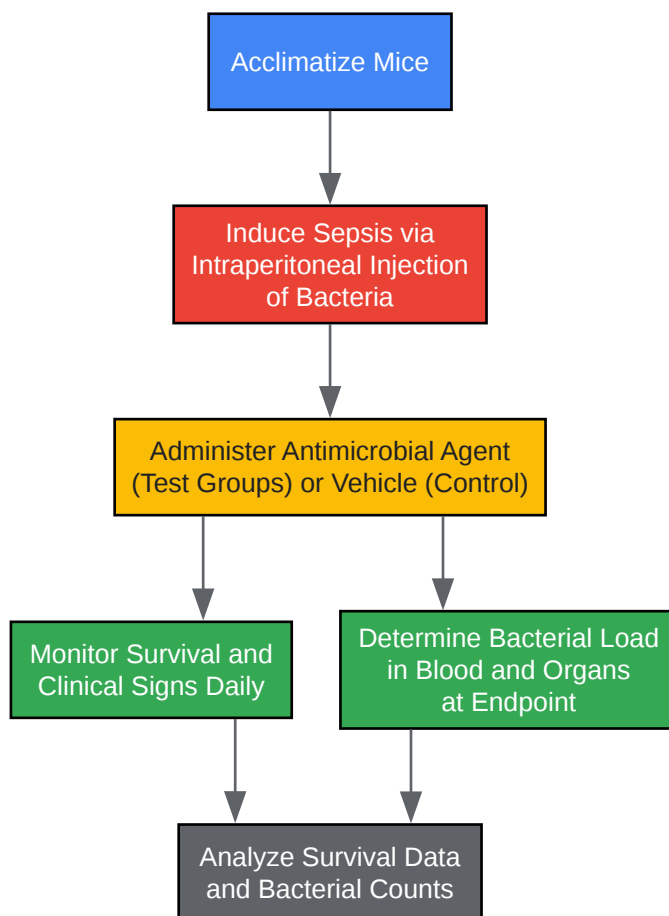 Acclimatize Mice
Induce Sepsis via
Intraperitoneal Injection
of Bacteria
Administer Antimicrobial Agent
(Test Groups) or Vehicle (Control)
Monitor Survival and
Clinical Signs Daily
Determine Bacterial Load
in Blood and Organs
at Endpoint
Analyze Survival Data
and Bacterial Counts